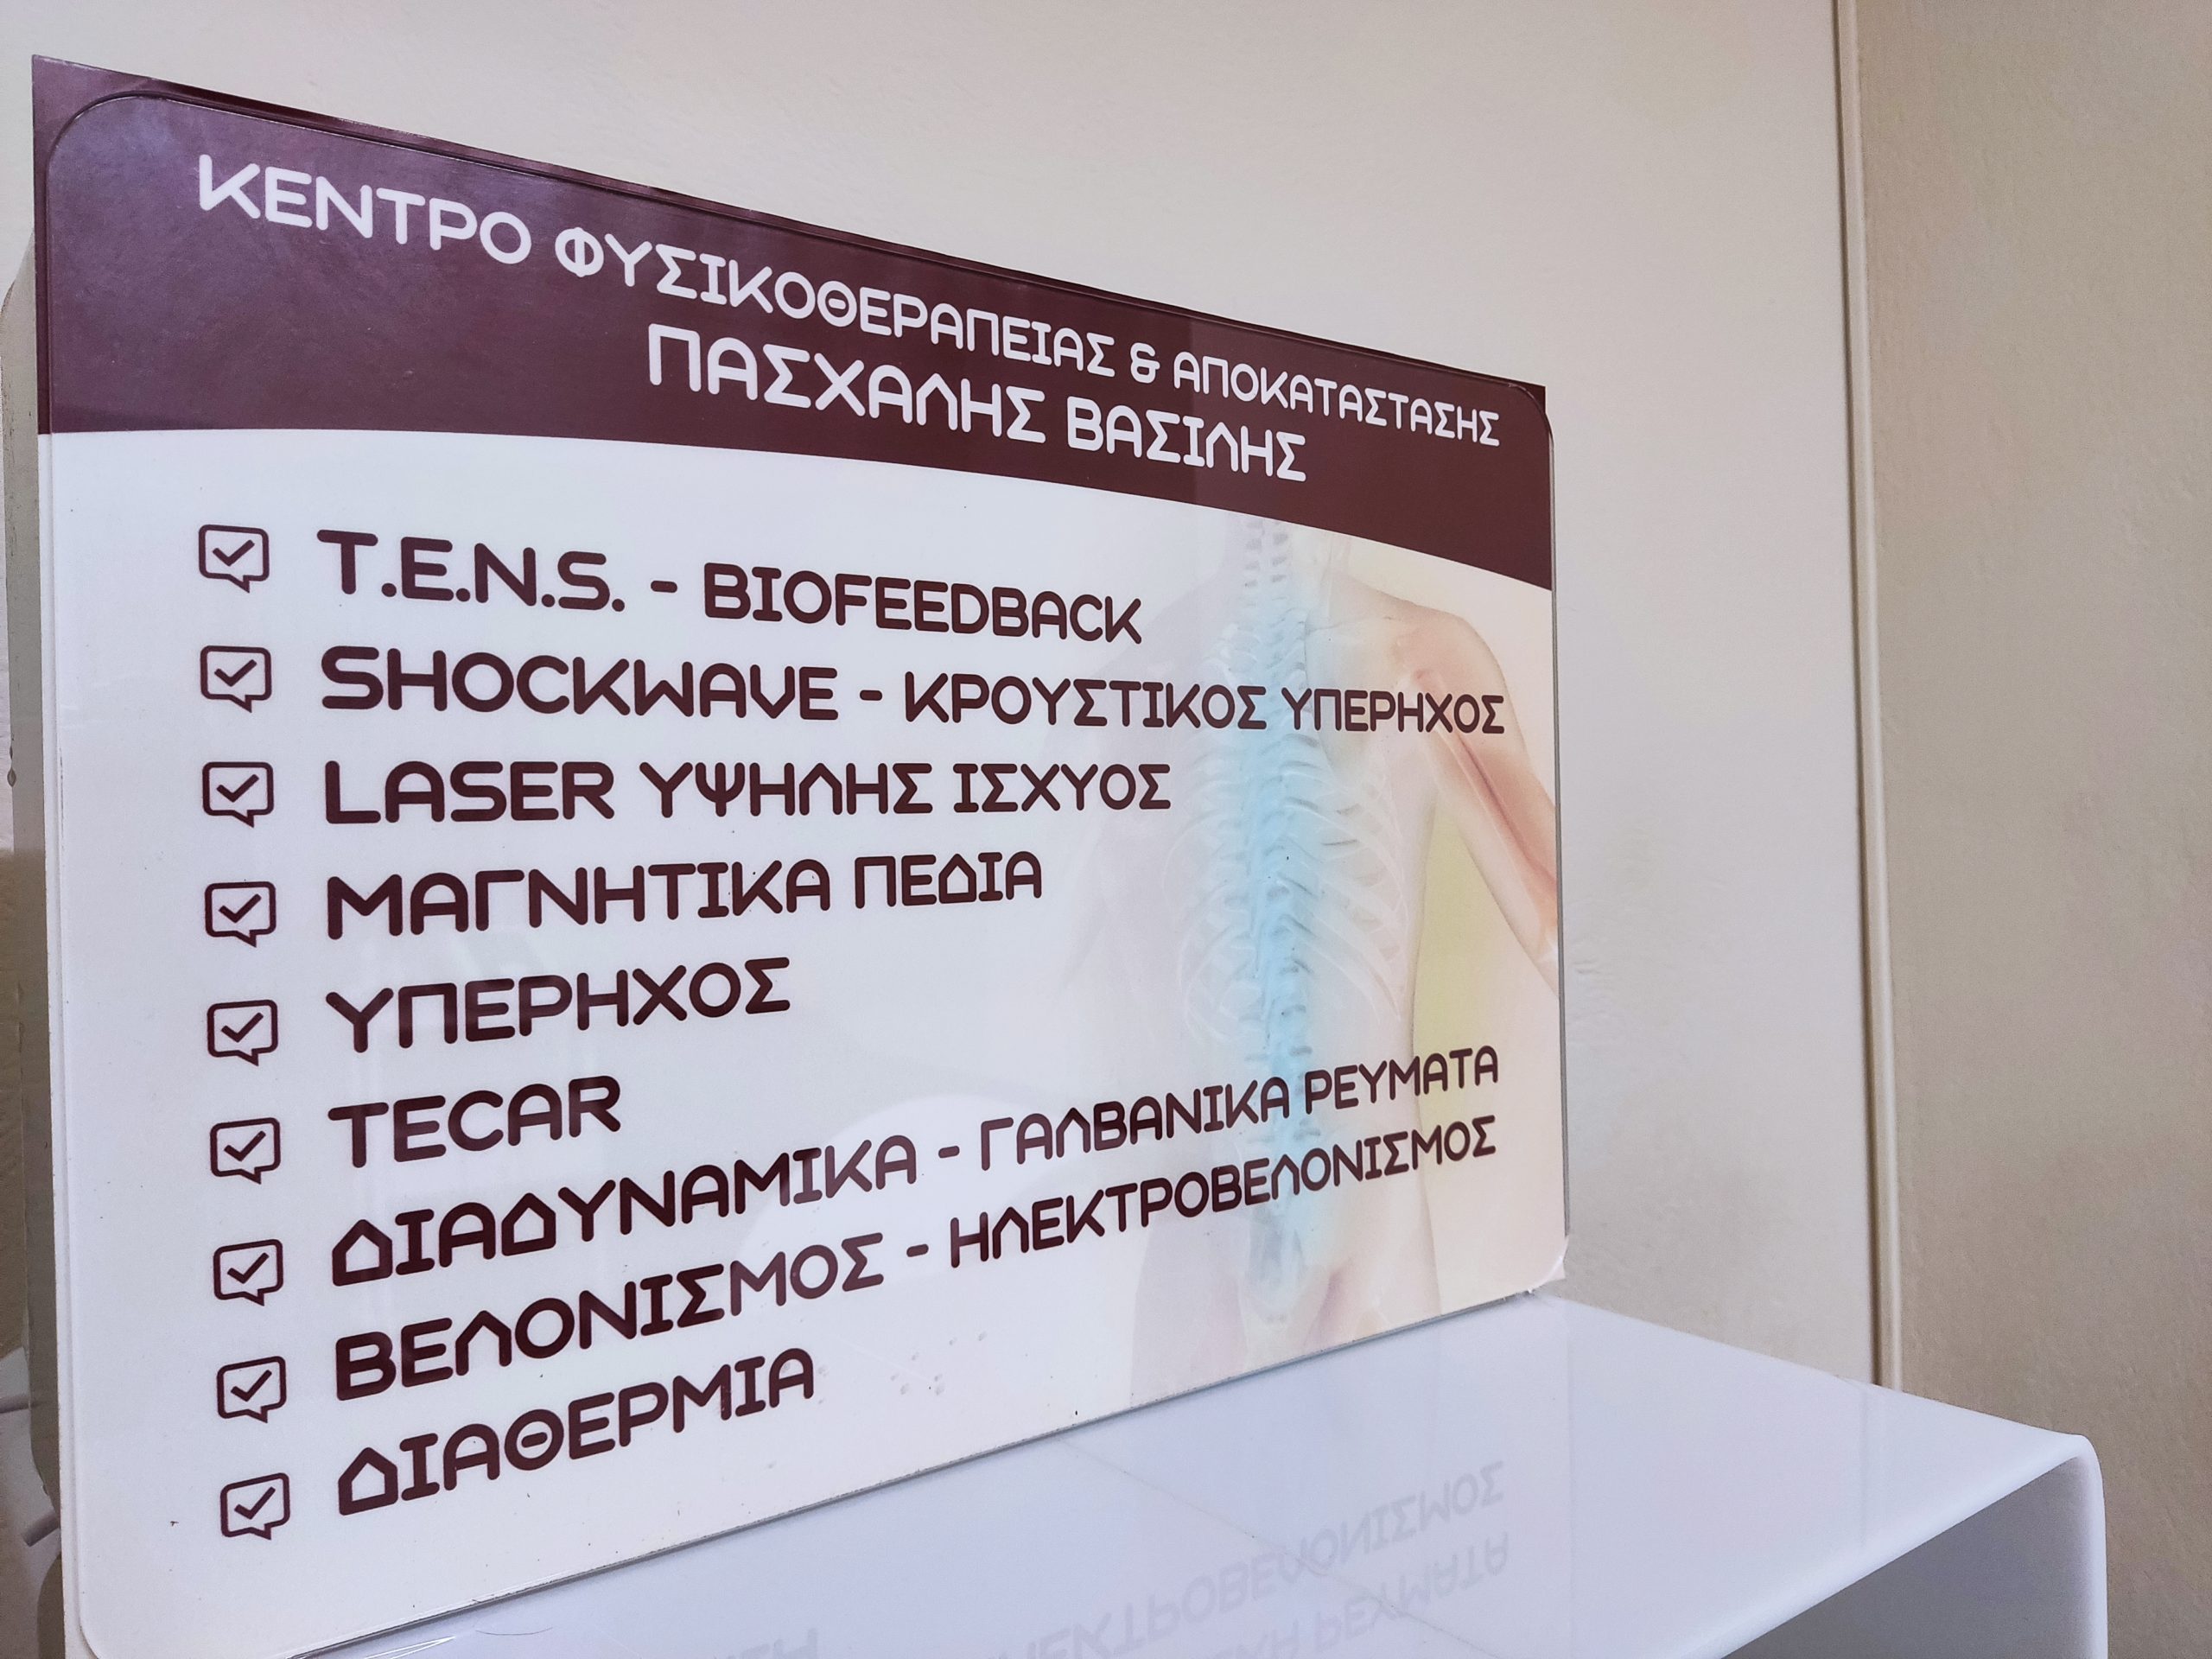 ΚΕΝΤΡΟ ΦΥΣΙΚΟΘΕΡΑΠΕΙΑΣ & ΑΠΟΚΑΤΑΣΤΑΣΗΣ
ΠΑΣΧΑΛΗΣ ΒΑΣΙΛΗΣ
T.E.N.S. - BIOFEEDBACK
SHOCKWAVE - ΚΡΟΥΣΤΙΚΟΣ ΥΠΕΡΗΧΟΣ
LASER ΥΨΗΛΗΣ ΙΣΧΥΟΣ
ΜΑΓΝΗΤΙΚΑ ΠΕΔΙΑ
ΥΠΕΡΗΧΟΣ
TECAR
ΔΙΑΔΥΝΑΜΙΚΑ - ΓΑΛΒΑΝΙΚΑ ΡΕΥΜΑΤΑ
ΒΕΛΟΝΙΣΜΟΣ - ΗΛΕΚΤΡΟΒΕΛΟΝΙΣΜΟΣ
ΔΙΑΘΕΡΜΙΑ